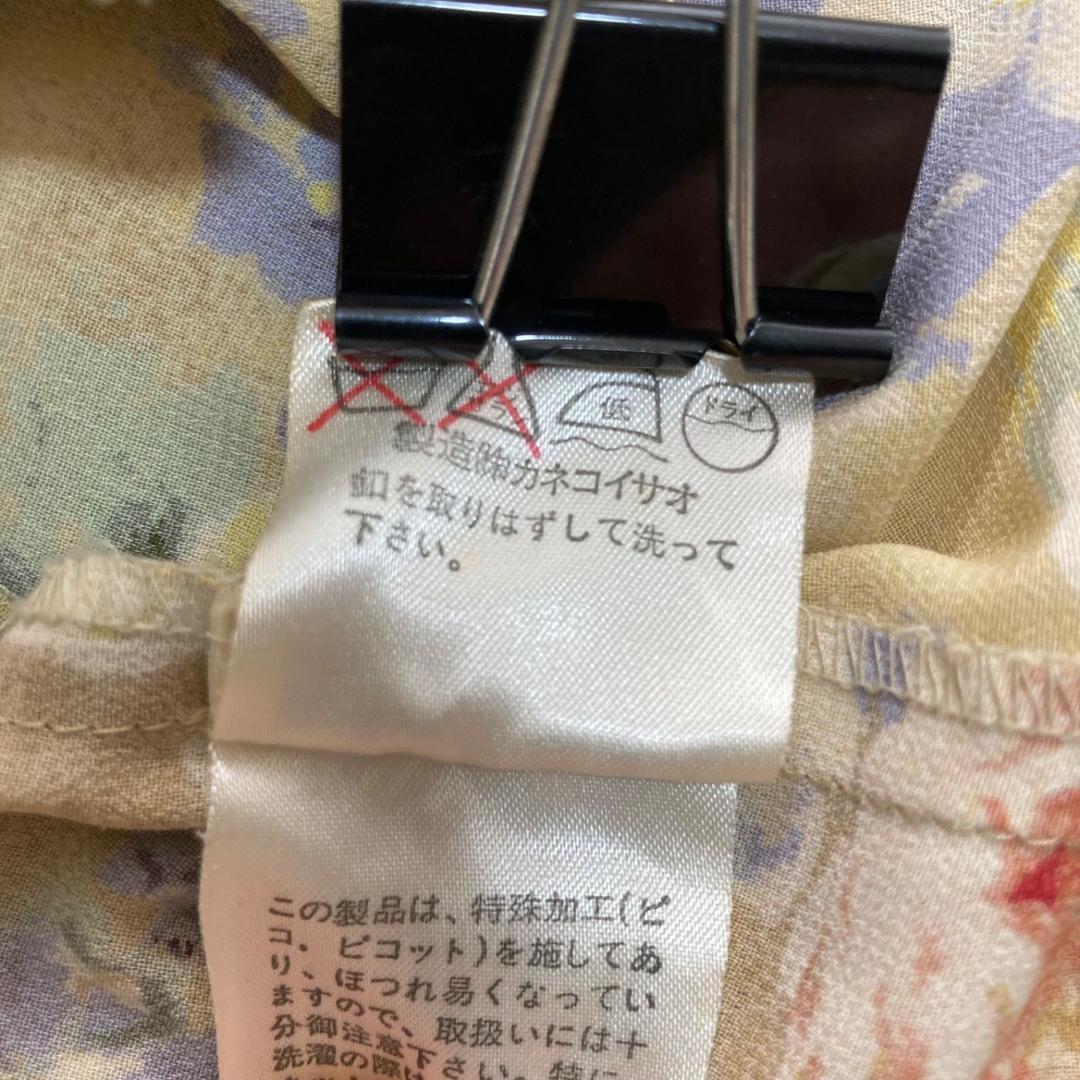 低 ドライ
製造㈱カネコイサオ
釦を取りはずして洗って
下さい。
この製品は、特殊加工(ピ
コ．ピコット)を施してあ
り、ほつれ易くなってい
ますので、取扱いには十
分御注意下さい。特に
洗濯の際は